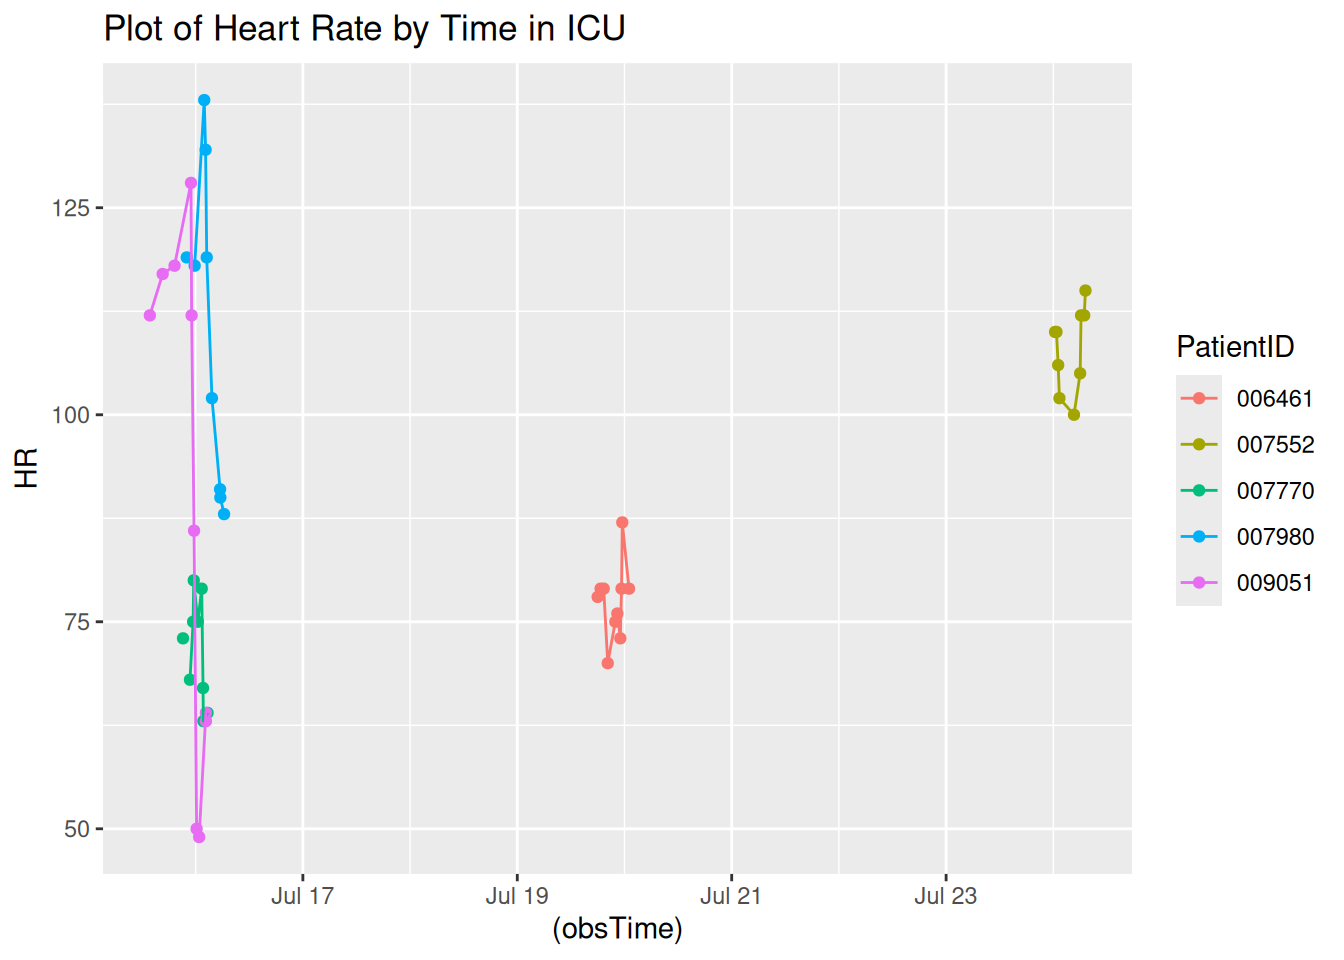 Plot of Heart Rate by Time in ICU
HR
125
100
75
50
Jul 17
Jul 19
Jul 21
Jul 23
(obsTime)
PatientID
006461
007552
007770
007980
009051